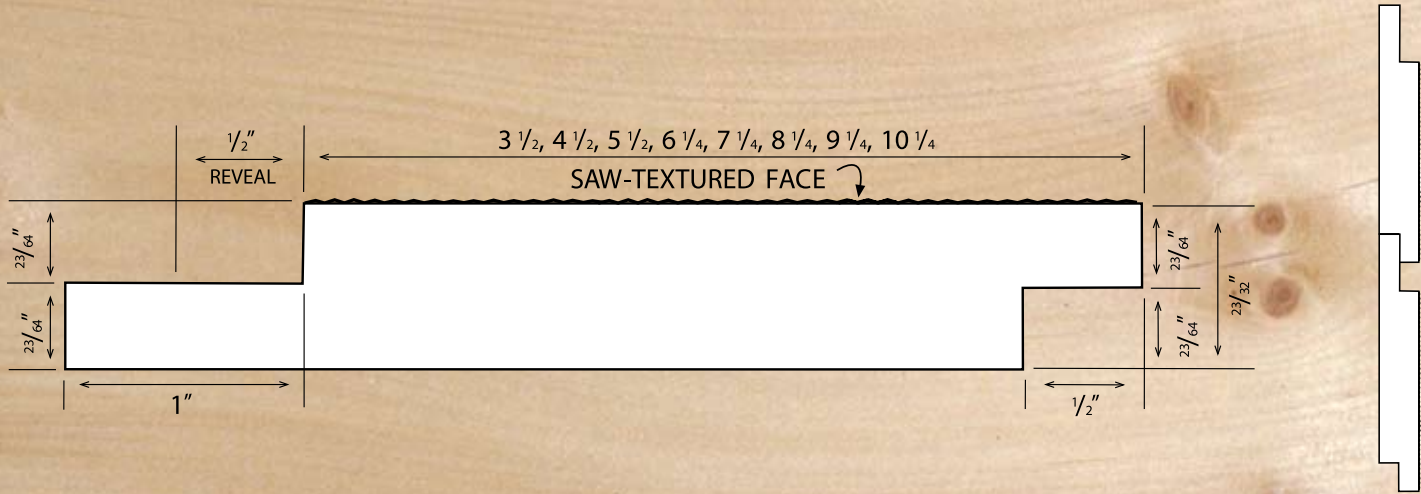 1/2"
REVEAL
3 1/2, 4 1/2, 5 1/2, 6 1/4, 7 1/4, 8 1/4, 9 1/4, 10 1/4
SAW-TEXTURED FACE
23/64"
23/64"
23/64"
23/64"
23/32"
1"
1/2"